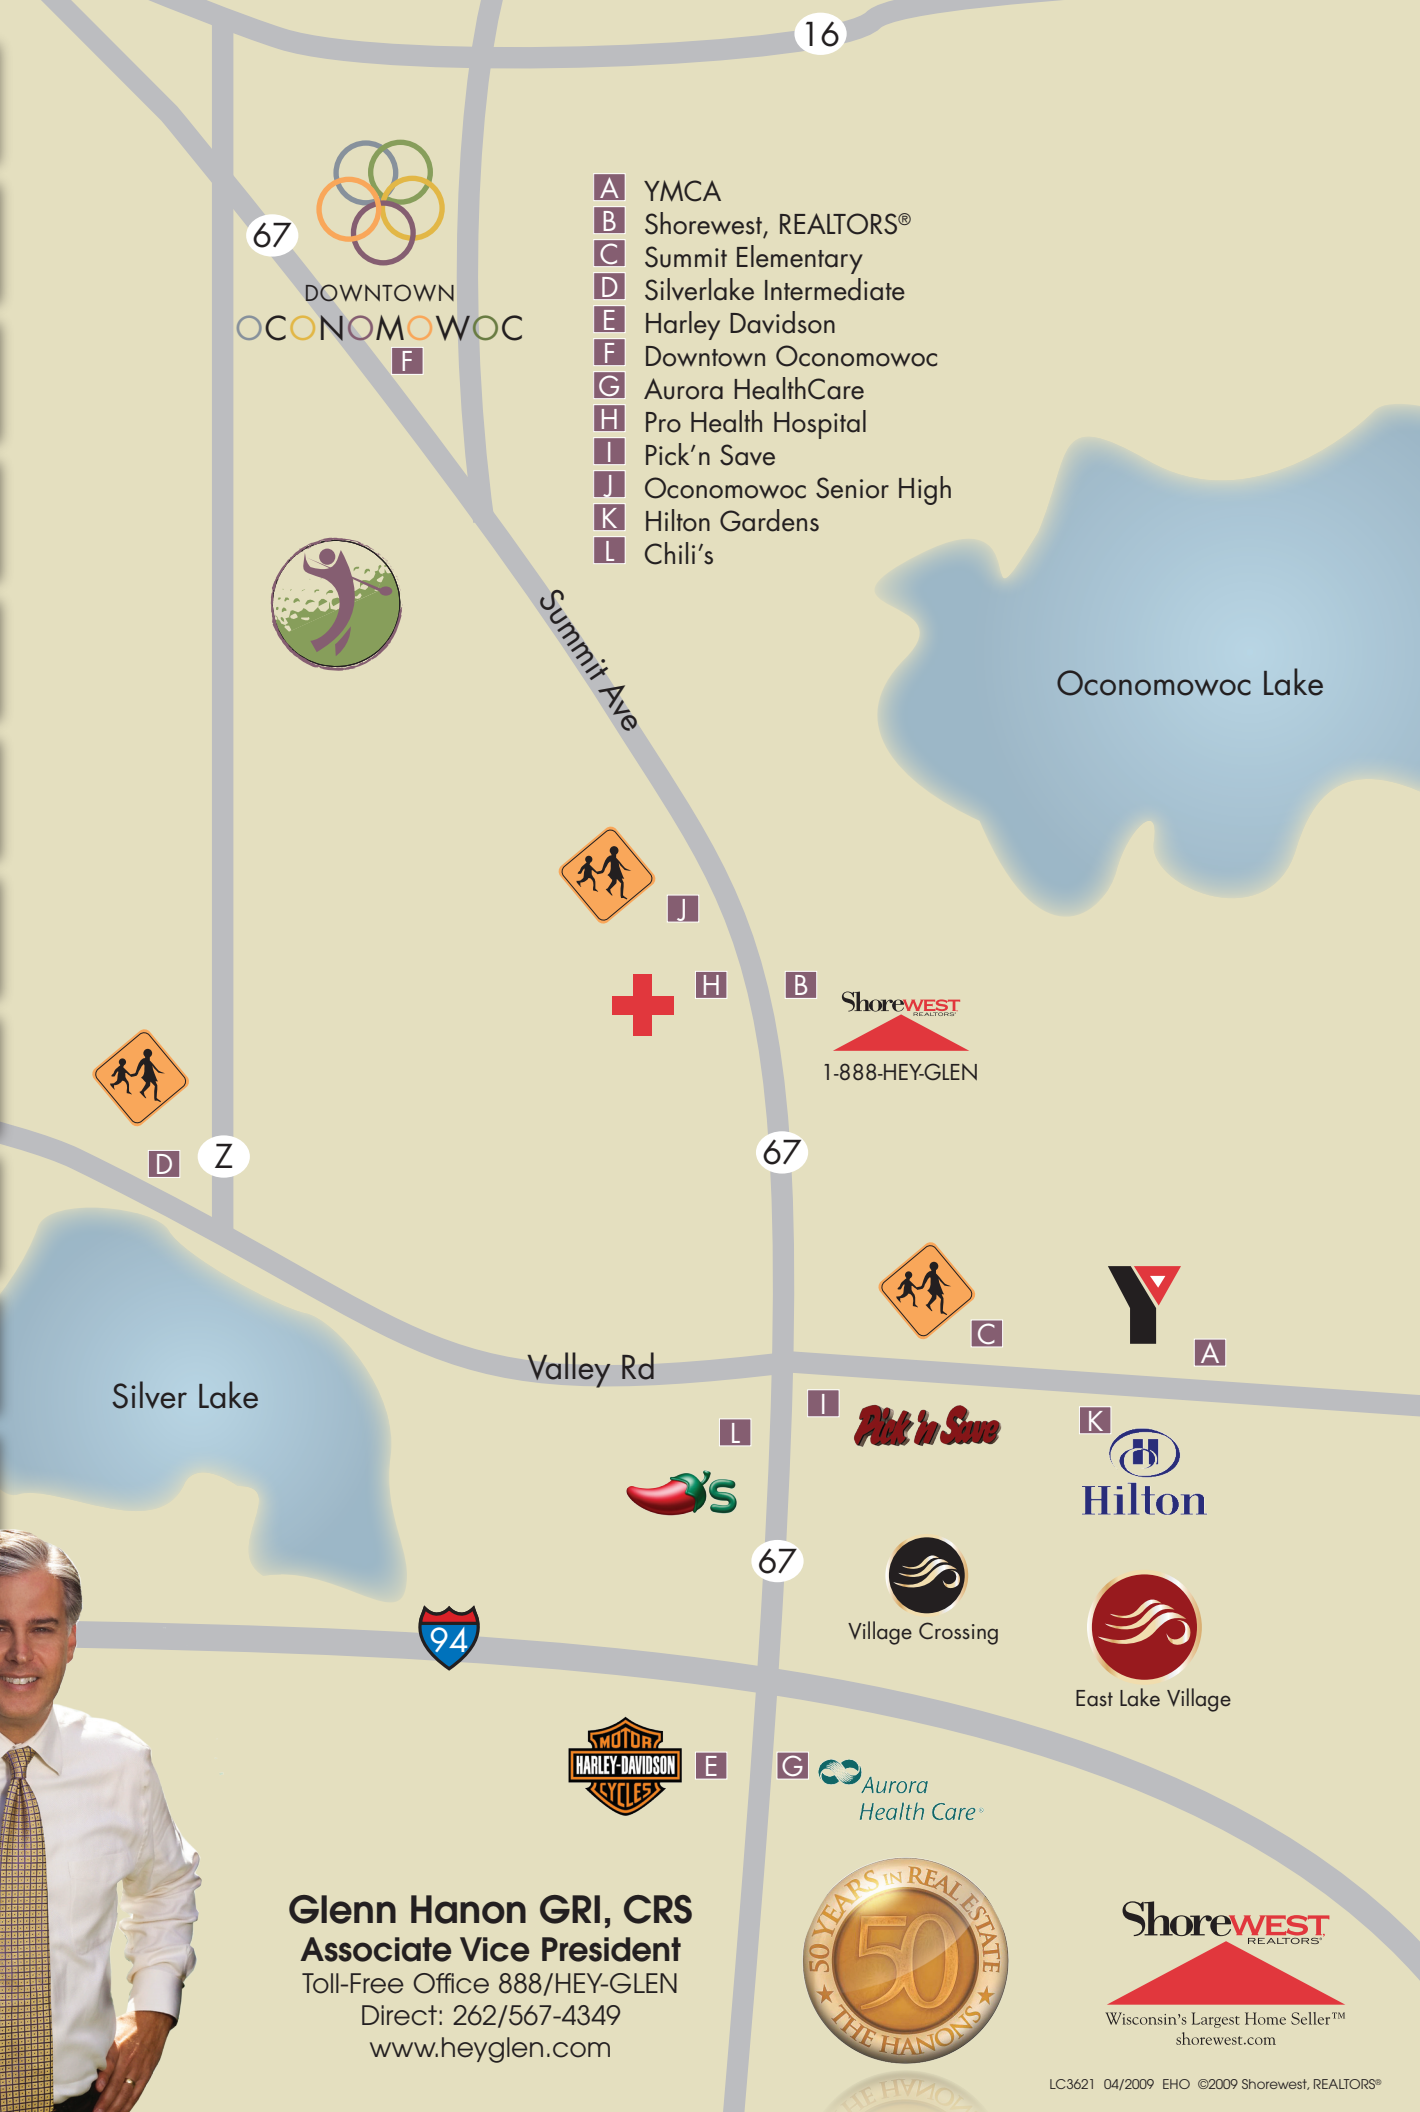 16
67
DOWNTOWN
OCONOMOWOC
F
A YMCA
B Shorewest, REALTORS®
C Summit Elementary
D Silverlake Intermediate
E Harley Davidson
F Downtown Oconomowoc
G Aurora HealthCare
H Pro Health Hospital
I Pick'n Save
J Oconomowoc Senior High
K Hilton Gardens
L Chili's
Summit Ave
Oconomowoc Lake
J
H
B
ShoreWEST
REALTORS®
1-888-HEY-GLEN
D
Z
67
C
A
Valley Rd
Silver Lake
I
Pick 'n Save
K
Hilton
L
's
67
Village Crossing
East Lake Village
94
MOTOR
HARLEY-DAVIDSON
CYCLES
E
G
Aurora
Health Care®
Glenn Hanon GRI, CRS
Associate Vice President
Toll-Free Office 888/HEY-GLEN
Direct: 262/567-4349
www.heyglen.com
50 YEARS IN REAL ESTATE
50
THE HANONS
ShoreWEST
REALTORS®
Wisconsin's Largest Home Seller™
shorewest.com
LC3621 04/2009 EHO ©2009 Shorewest, REALTORS®